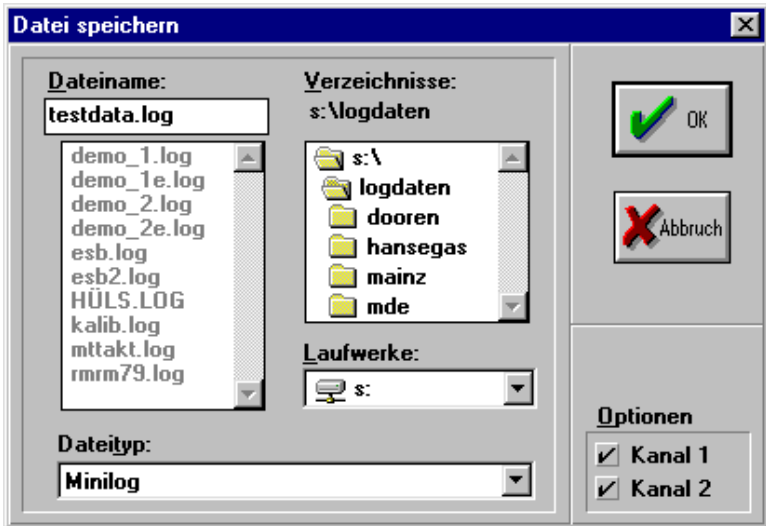 Datei speichern
Dateiname:
testdata.log
demo_1.log
demo_1e.log
demo_2.log
demo_2e.log
esb.log
esb2.log
HÜLS.LOG
kalib.log
mttakt.log
rmrm79.log
Dateityp:
Minilog
Verzeichnisse:
s:\logdaten
s:\
logdaten
dooren
hansegas
mainz
mde
Laufwerke:
s:
OK
Abbruch
Optionen
Kanal 1
Kanal 2